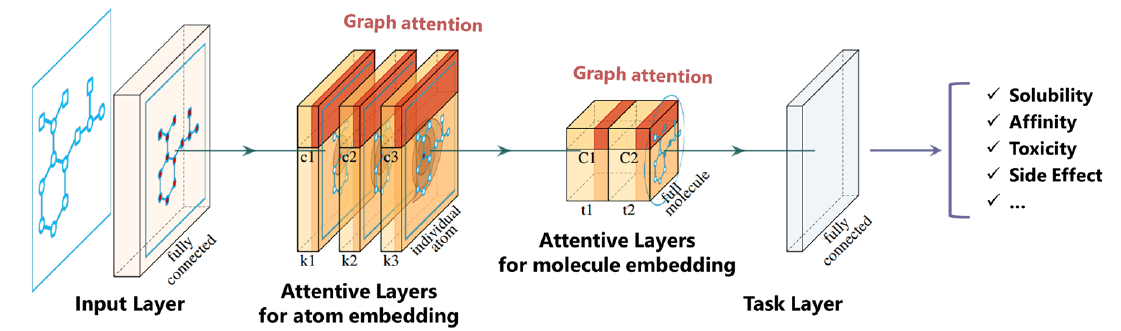 Graph attention
Graph attention
c1 c2 c3
C1 C2
k1 k2 k3
t1 t2
fully
connected
individual
atom
full
molecule
fully
connected
Input Layer
Attentive Layers
for atom embedding
Attentive Layers
for molecule embedding
Task Layer
✓ Solubility
✓ Affinity
✓ Toxicity
✓ Side Effect
✓ ...